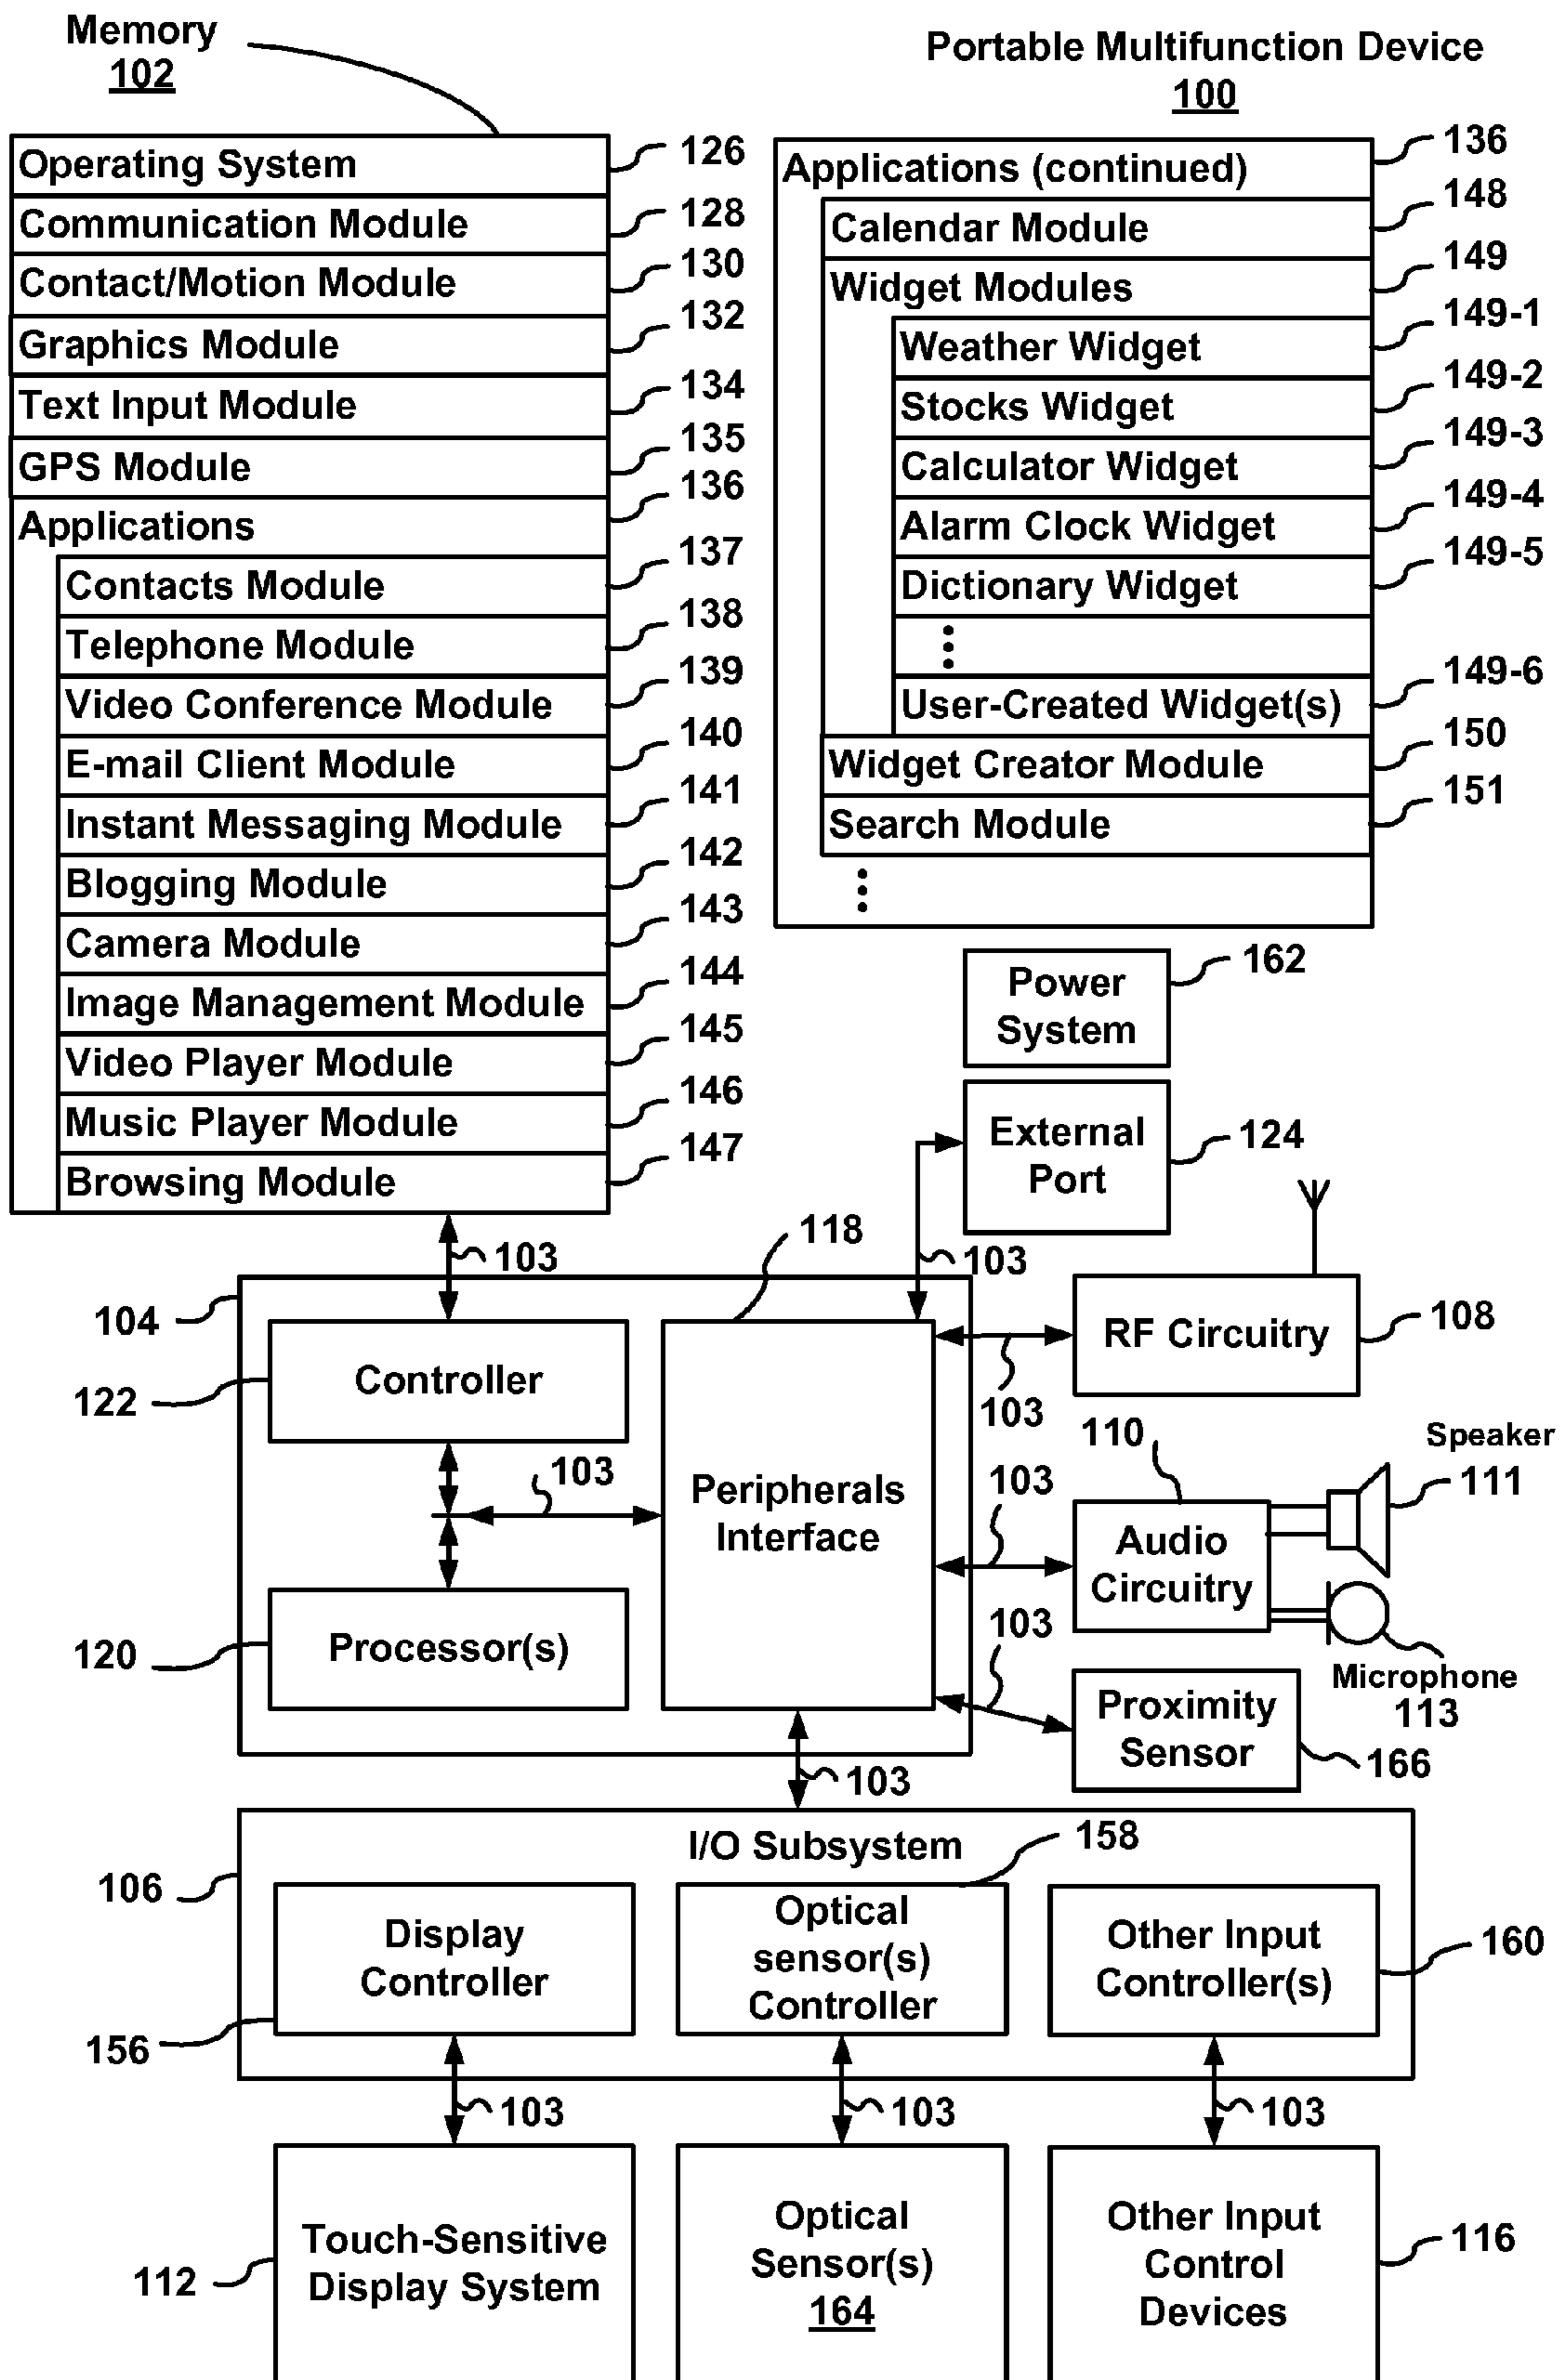 Memory
102
Portable Multifunction Device
100
Operating System
126
Communication Module
128
Contact/Motion Module
130
Graphics Module
132
Text Input Module
134
GPS Module
135
Applications
136
Contacts Module
137
Telephone Module
138
Video Conference Module
139
E-mail Client Module
140
Instant Messaging Module
141
Blogging Module
142
Camera Module
143
Image Management Module
144
Video Player Module
145
Music Player Module
146
Browsing Module
147
Applications (continued)
136
Calendar Module
148
Widget Modules
149
Weather Widget
149-1
Stocks Widget
149-2
Calculator Widget
149-3
Alarm Clock Widget
149-4
Dictionary Widget
149-5
User-Created Widget(s)
149-6
Widget Creator Module
150
Search Module
151
Power
System
162
External
Port
124
103
118
103
104
Controller
122
RF Circuitry
108
103
103
Peripherals
Interface
103
110
Speaker
111
Audio
Circuitry
Microphone
113
Processor(s)
120
103
Proximity
Sensor
166
103
I/O Subsystem
158
106
Display
Controller
156
Optical
sensor(s)
Controller
Other Input
Controller(s)
160
103
103
103
Touch-Sensitive
Display System
112
Optical
Sensor(s)
164
Other Input
Control
Devices
116